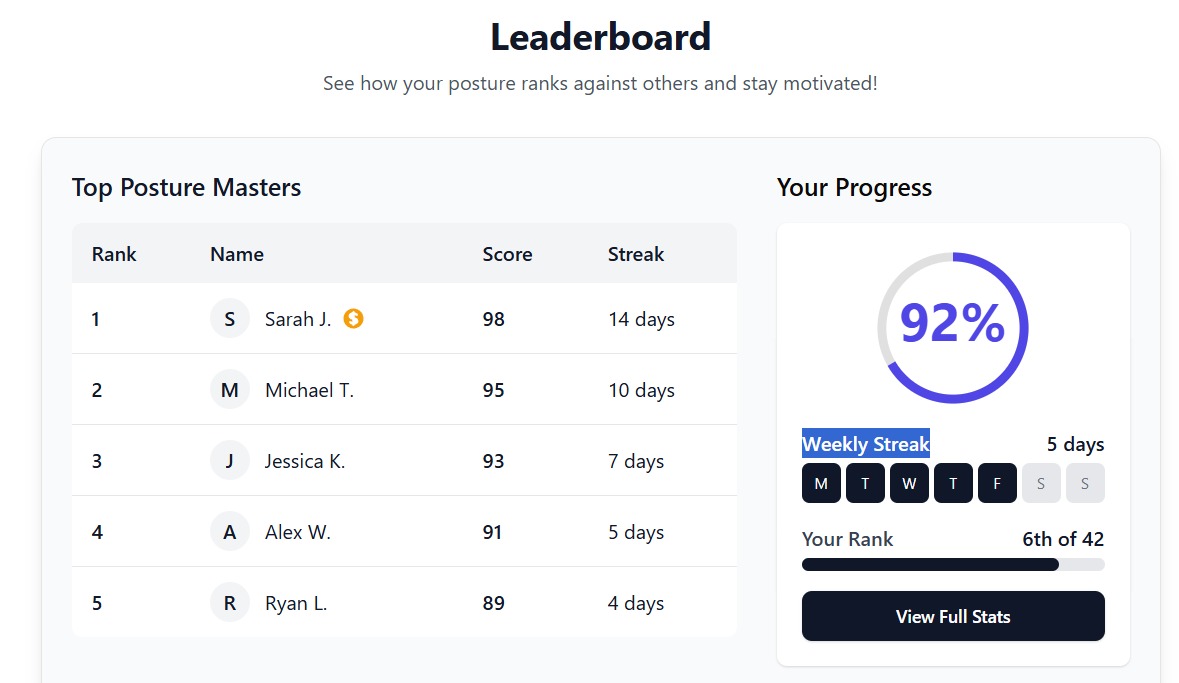 Leaderboard
See how your posture ranks against others and stay motivated!
Top Posture Masters
Rank Name Score Streak
1 S Sarah J. $ 98 14 days
2 M Michael T. 95 10 days
3 J Jessica K. 93 7 days
4 A Alex W. 91 5 days
5 R Ryan L. 89 4 days
Your Progress
92%
Weekly Streak 5 days
M T W T F S S
Your Rank 6th of 42
View Full Stats